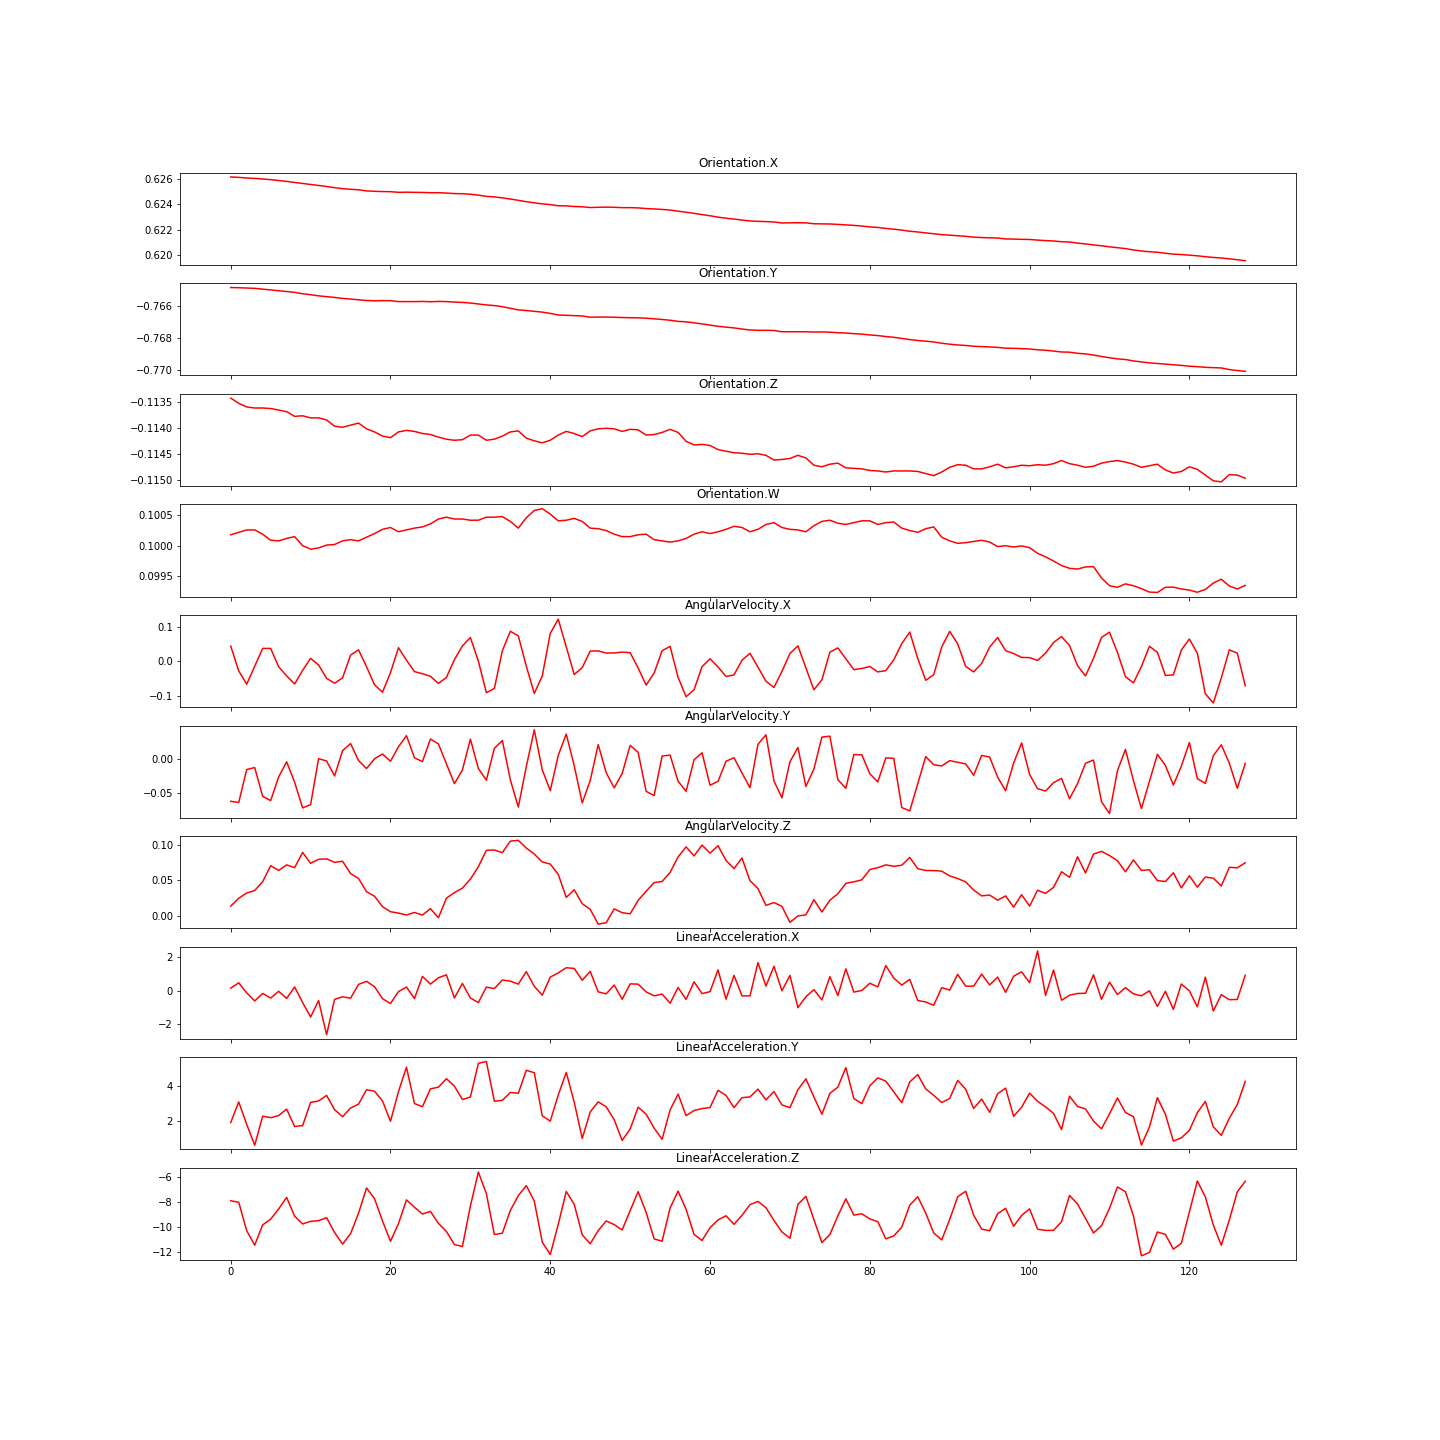 Orientation.X
0.626
0.624
0.622
0.620
Orientation.Y
−0.766
−0.768
−0.770
Orientation.Z
−0.1135
−0.1140
−0.1145
−0.1150
Orientation.W
0.1005
0.1000
0.0995
AngularVelocity.X
0.1
0.0
−0.1
AngularVelocity.Y
0.00
−0.05
AngularVelocity.Z
0.10
0.05
0.00
LinearAcceleration.X
2
0
−2
LinearAcceleration.Y
4
2
LinearAcceleration.Z
−6
−8
−10
−12
0 20 40 60 80 100 120